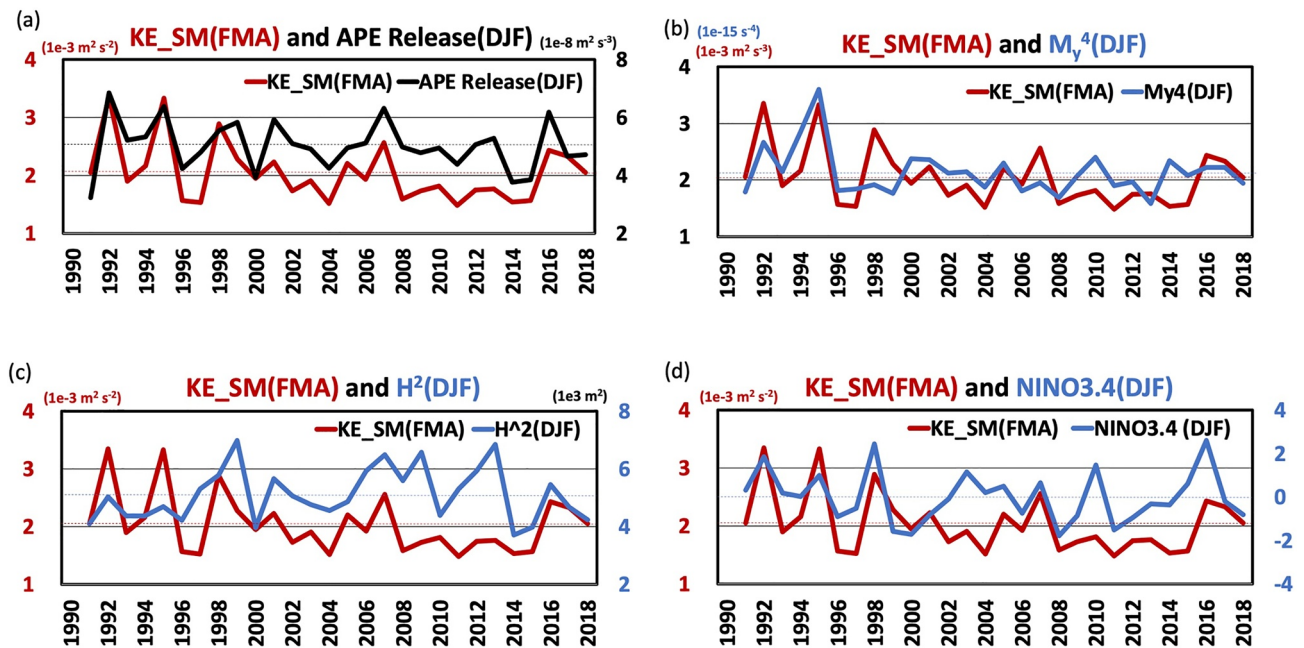 (a)
KE_SM(FMA) and APE Release(DJF)
(1e-3 m² s⁻²)
(1e-8 m² s⁻³)
KE_SM(FMA) APE Release(DJF)
4
3
2
1
8
6
4
2
1990 1992 1994 1996 1998 2000 2002 2004 2006 2008 2010 2012 2014 2016 2018
(b)
(1e-15 s⁻⁴)
(1e-3 m² s⁻³)
KE_SM(FMA) and My⁴(DJF)
KE_SM(FMA) My4(DJF)
4
3
2
1
1990 1992 1994 1996 1998 2000 2002 2004 2006 2008 2010 2012 2014 2016 2018
(c)
KE_SM(FMA) and H²(DJF)
(1e-3 m² s⁻²)
(1e3 m²)
KE_SM(FMA) H^2(DJF)
4
3
2
1
8
6
4
2
1990 1992 1994 1996 1998 2000 2002 2004 2006 2008 2010 2012 2014 2016 2018
(d)
KE_SM(FMA) and NINO3.4(DJF)
(1e-3 m² s⁻²)
KE_SM(FMA) NINO3.4 (DJF)
4
3
2
1
4
2
0
-2
-4
1990 1992 1994 1996 1998 2000 2002 2004 2006 2008 2010 2012 2014 2016 2018